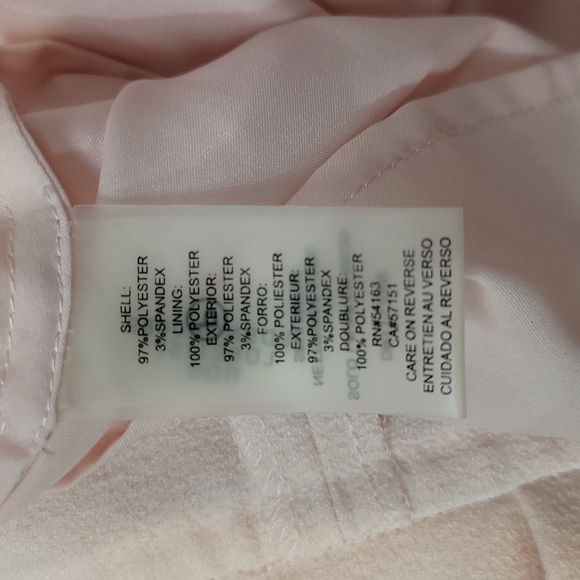 SHELL:
97%POLYESTER
3%SPANDEX
LINING:
100% POLYESTER
EXTERIOR:
97% POLIESTER
3%SPANDEX
FORRO:
100% POLIESTER
EXTERIEUR:
97%POLYESTER
3%SPANDEX
DOUBLURE:
100% POLYESTER
RN#54163
CA#57151
CARE ON REVERSE
ENTRETIEN AU VERSO
CUIDADO AL REVERSO